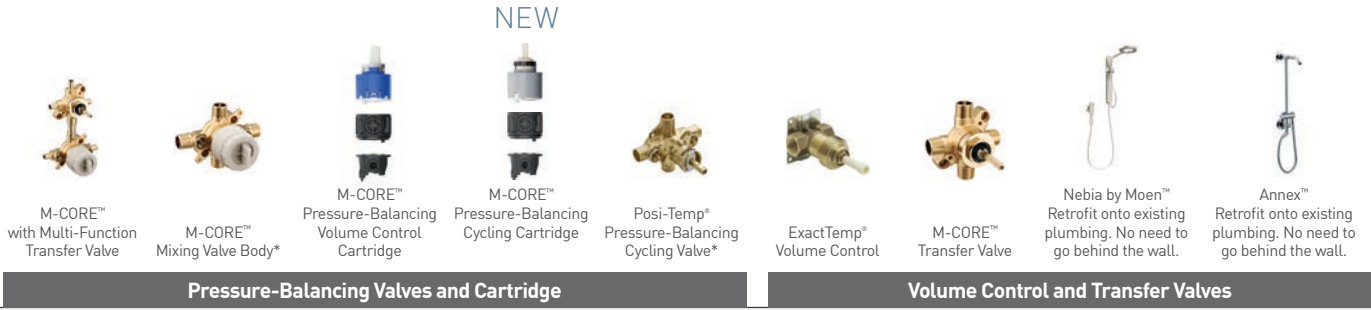 NEW
M-CORE™
with Multi-Function
Transfer Valve
M-CORE™
Mixing Valve Body*
M-CORE™
Pressure-Balancing
Volume Control
Cartridge
M-CORE™
Pressure-Balancing
Cycling Cartridge
Posi-Temp®
Pressure-Balancing
Cycling Valve*
ExactTemp®
Volume Control
M-CORE™
Transfer Valve
Nebia by Moen™
Retrofit onto existing
plumbing. No need to
go behind the wall.
Annex™
Retrofit onto existing
plumbing. No need to
go behind the wall.
Pressure-Balancing Valves and Cartridge
Volume Control and Transfer Valves